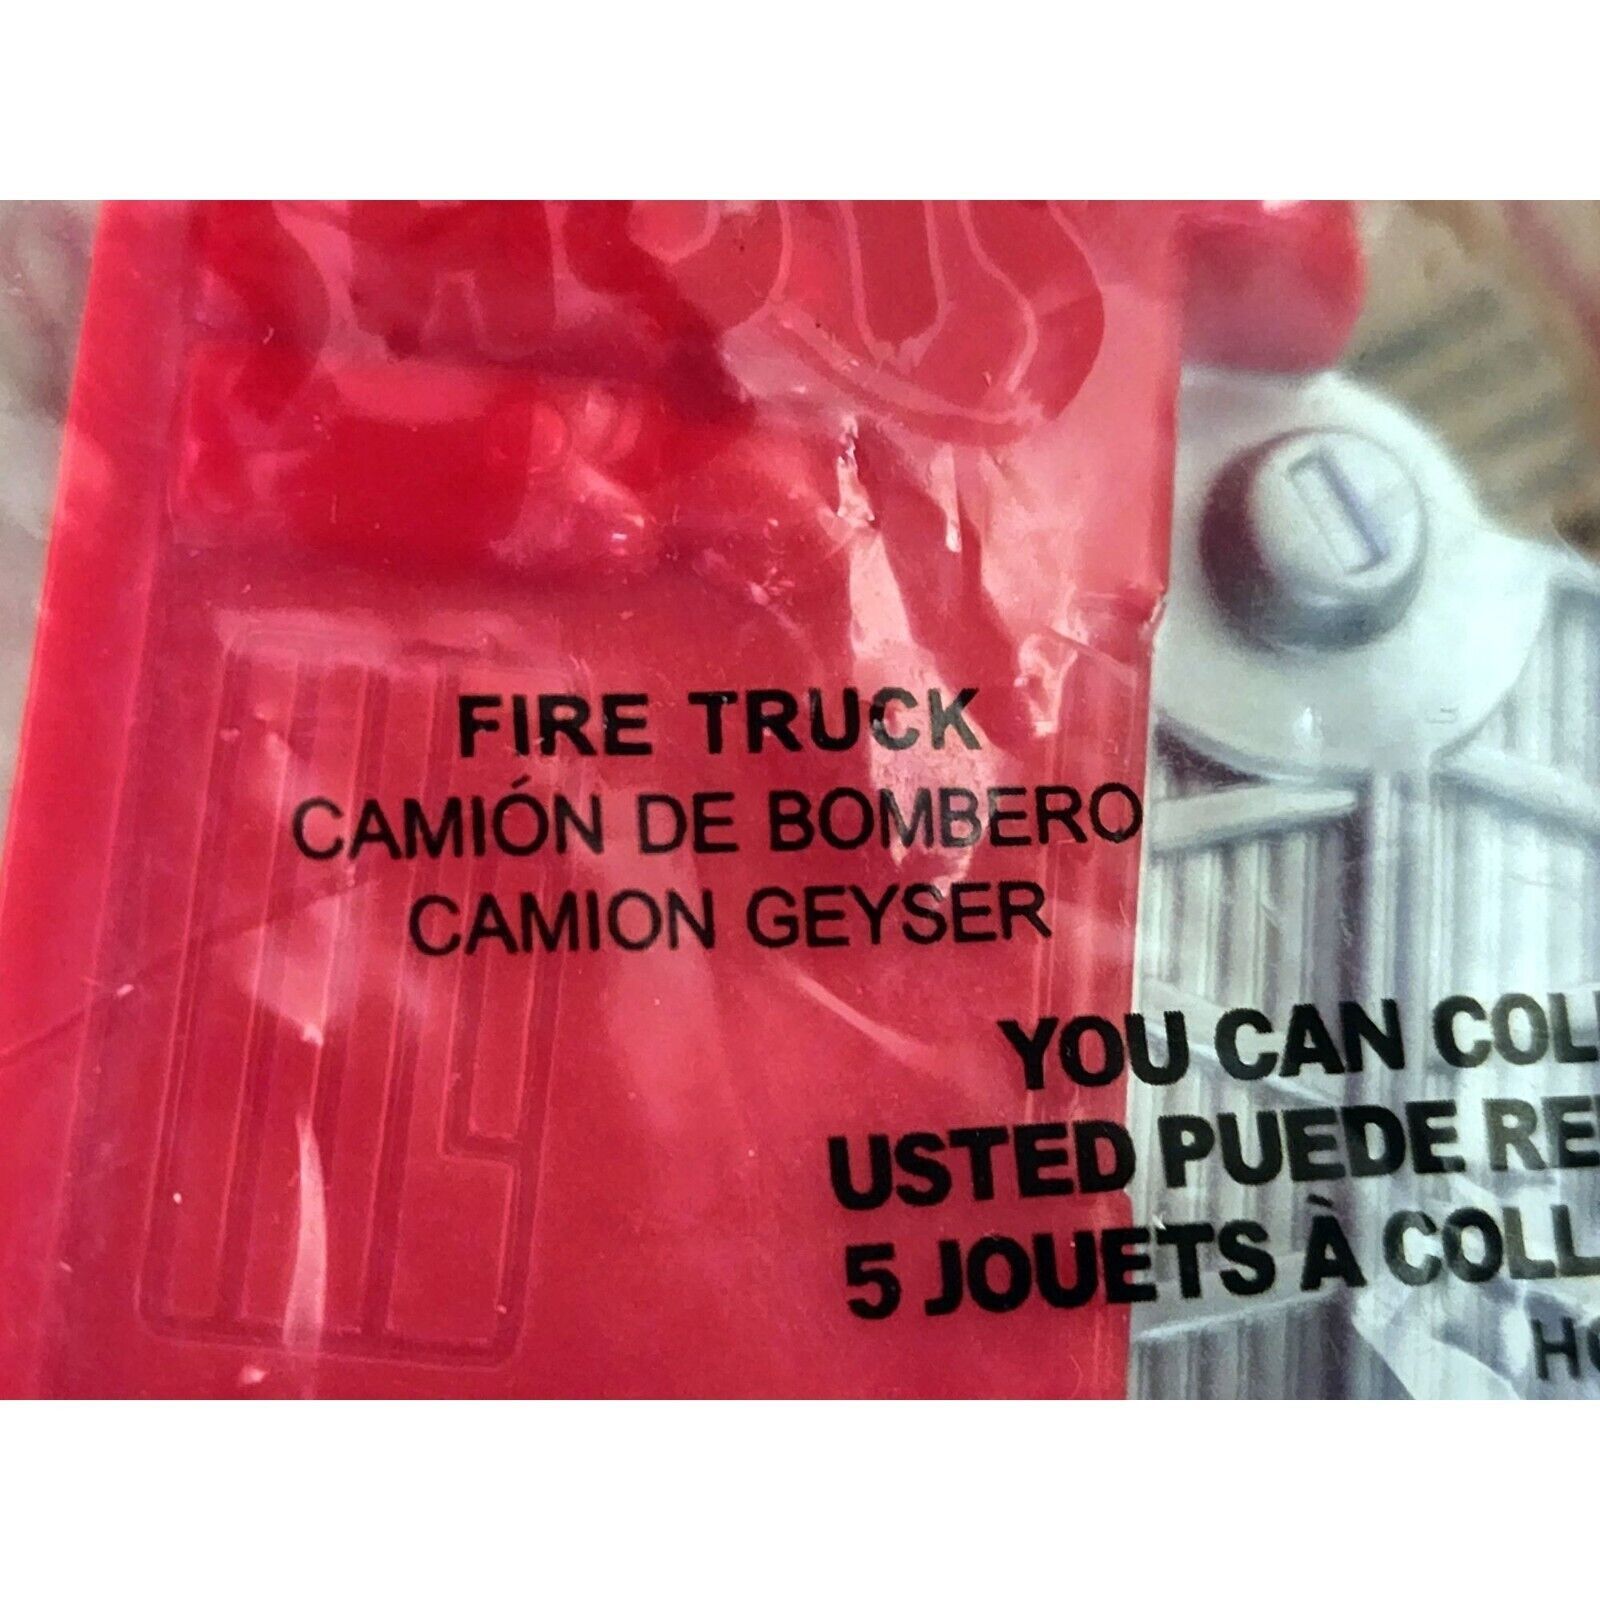 FIRE TRUCK
CAMIÓN DE BOMBERO
CAMION GEYSER
YOU CAN COL
USTED PUEDE RE
5 JOUETS À COLL